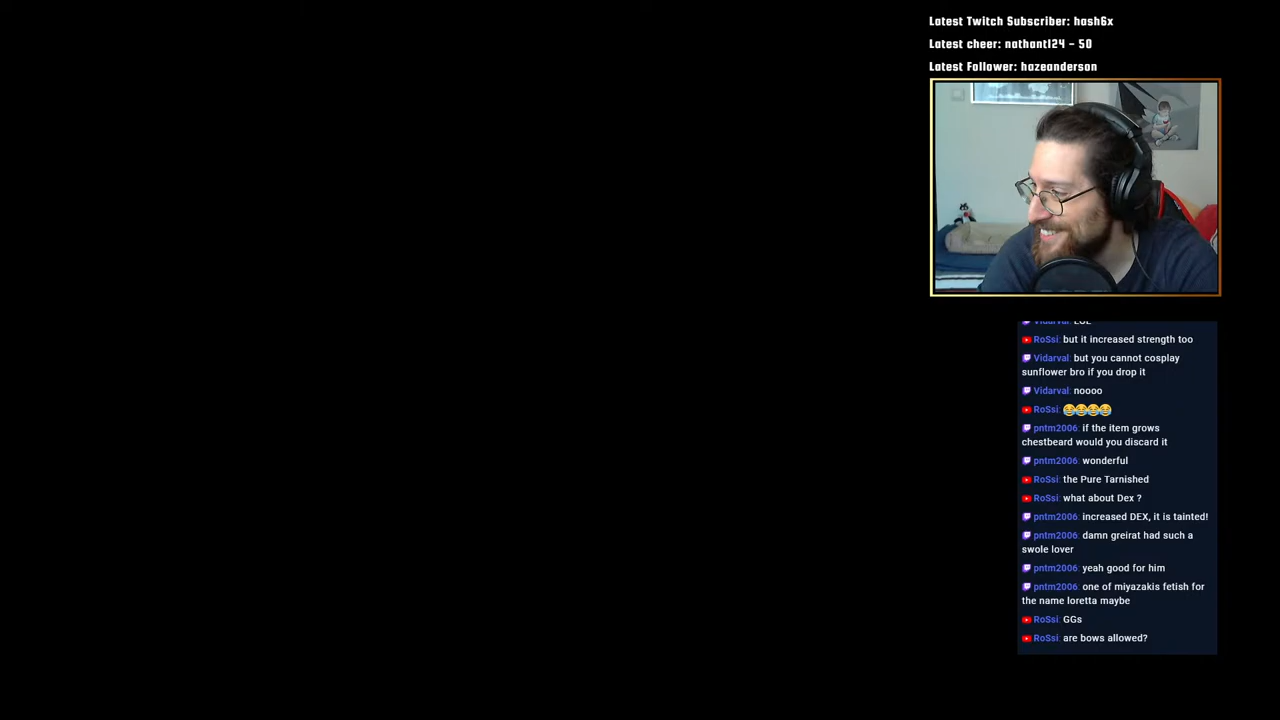 Latest Twitch Subscriber: hash6x
Latest cheer: nathant124 - 50
Latest Follower: hazeanderson
Vidarval: LOL
RoSsi: but it increased strength too
Vidarval: but you cannot cosplay
sunflower bro if you drop it
Vidarval: noooo
RoSsi: 😂😂😂😂
pntm2006: if the item grows
chestbeard would you discard it
pntm2006: wonderful
RoSsi: the Pure Tarnished
RoSsi: what about Dex ?
pntm2006: increased DEX, it is tainted!
pntm2006: damn greirat had such a
swole lover
pntm2006: yeah good for him
pntm2006: one of miyazakis fetish for
the name loretta maybe
RoSsi: GGs
RoSsi: are bows allowed?